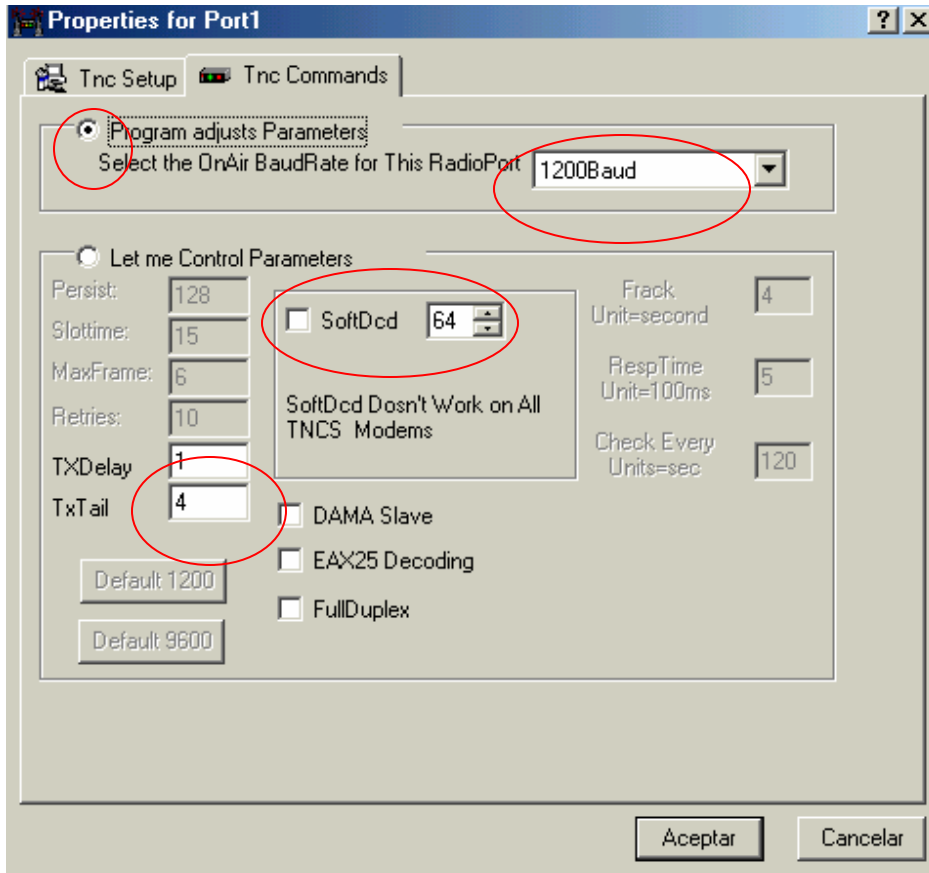 Properties for Port1
Tnc Setup
Tnc Commands
Program adjusts Parameters
Select the OnAir BaudRate for This RadioPort
1200Baud
Let me Control Parameters
Persist: 128
Slottime: 15
MaxFrame: 6
Retries: 10
TXDelay 1
TxTail 4
Default 1200
Default 9600
SoftDcd 64
SoftDcd Dosn't Work on All
TNCS Modems
DAMA Slave
EAX25 Decoding
FullDuplex
Frack
Unit=second
4
RespTime
Unit=100ms
5
Check Every
Units=sec
120
Aceptar
Cancelar